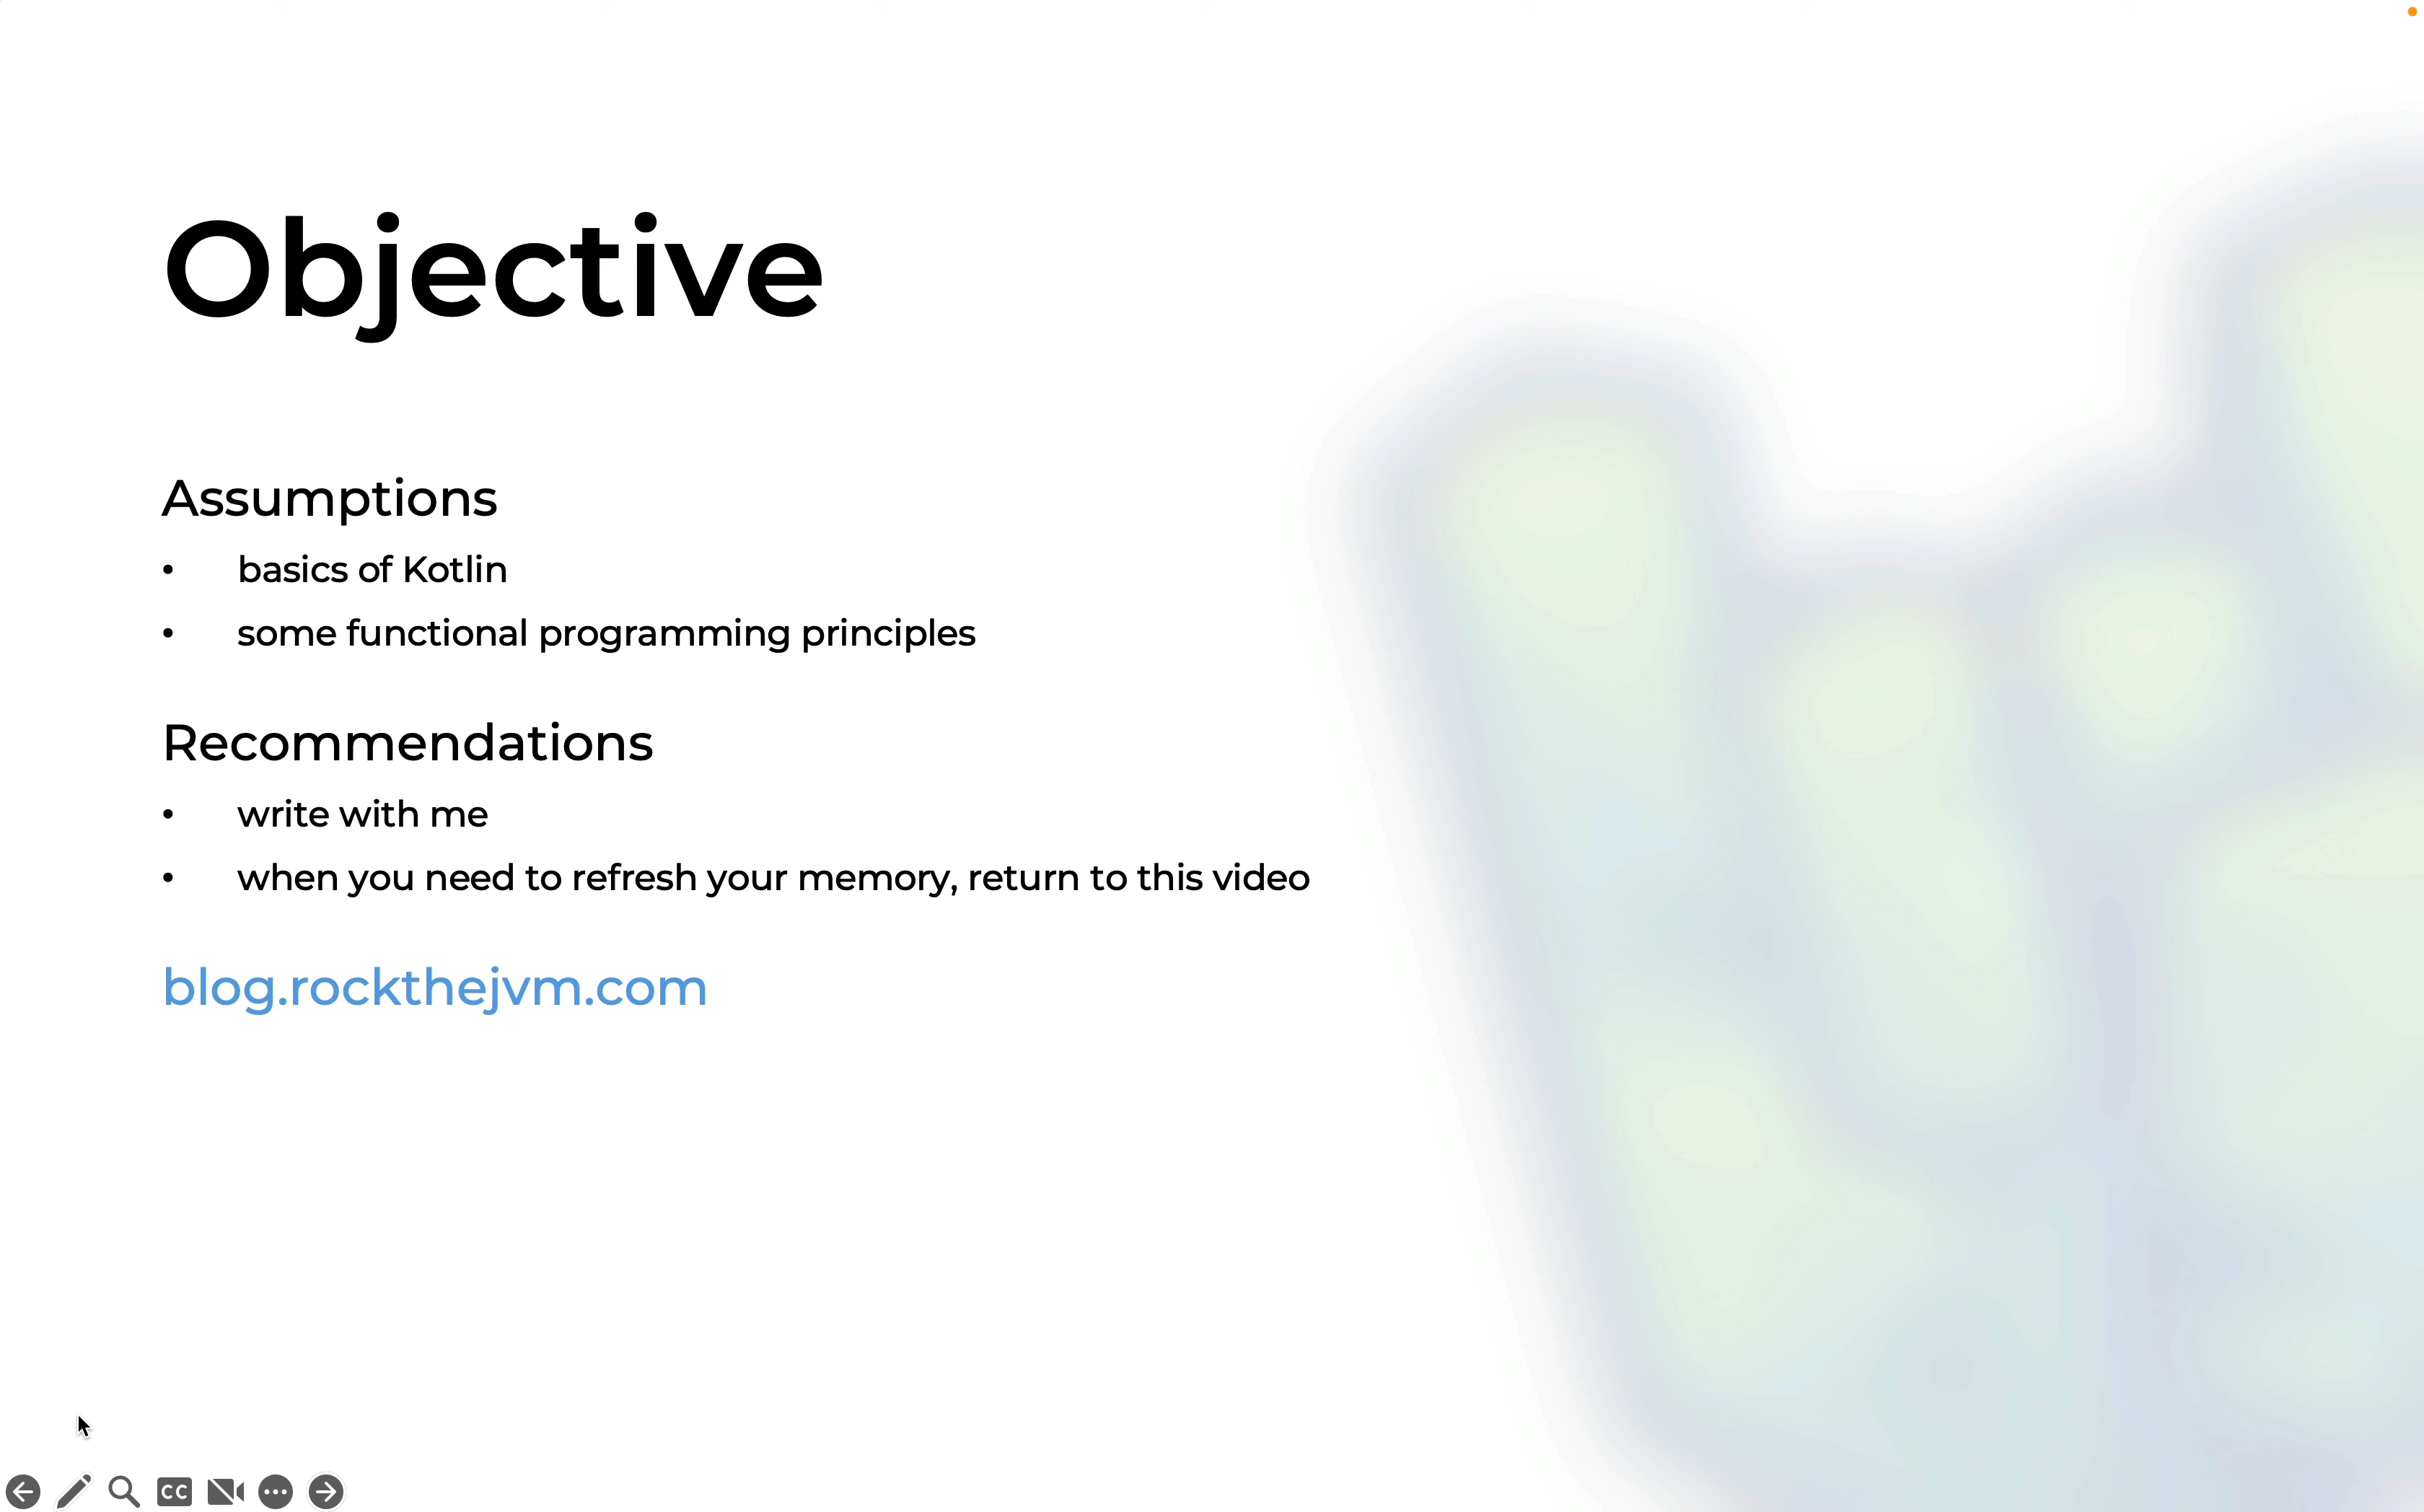 Objective
Assumptions
• basics of Kotlin
• some functional programming principles
Recommendations
• write with me
• when you need to refresh your memory, return to this video
blog.rockthejvm.com
CC